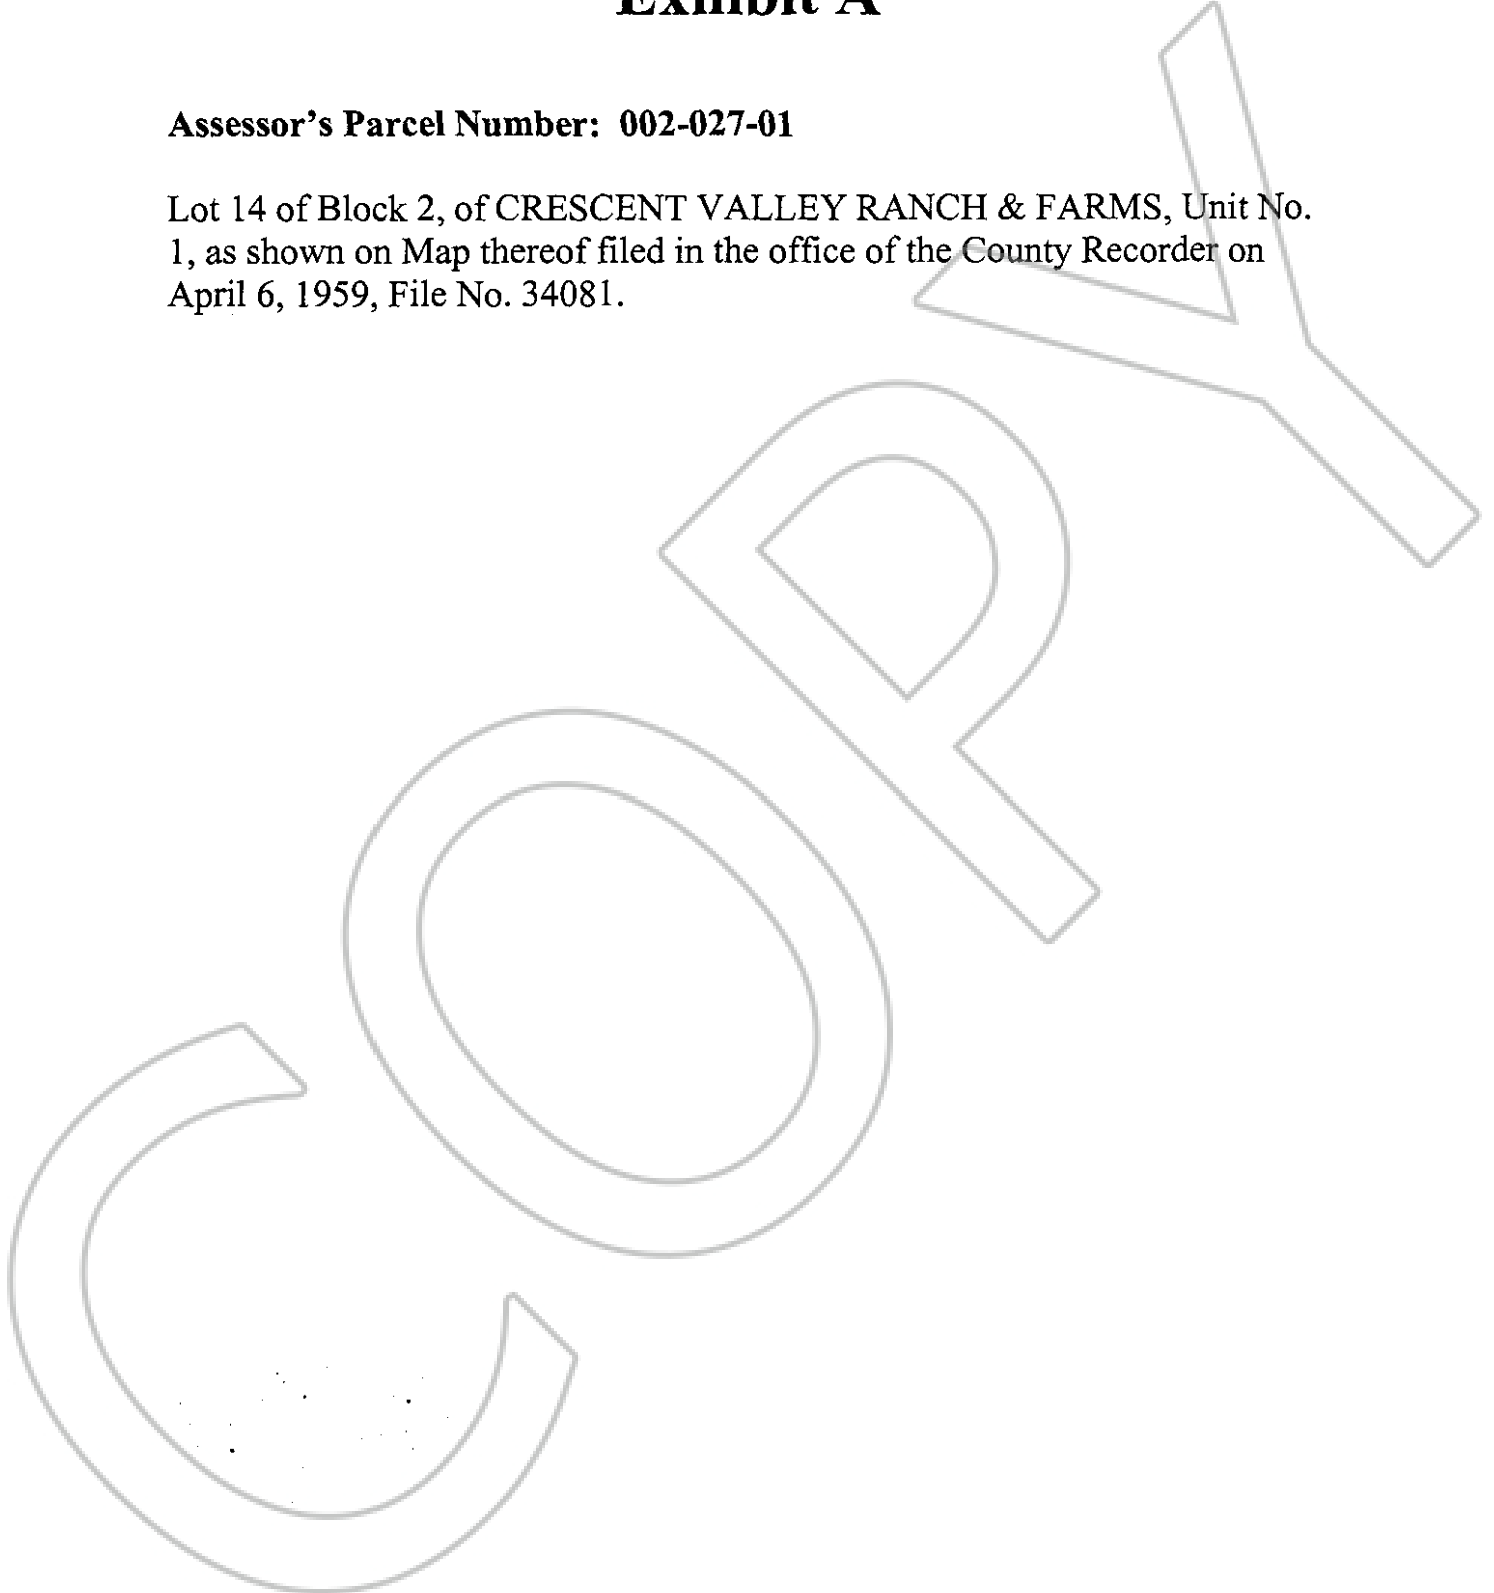 Exhibit A
Assessor's Parcel Number: 002-027-01
Lot 14 of Block 2, of CRESCENT VALLEY RANCH & FARMS, Unit No.
1, as shown on Map thereof filed in the office of the County Recorder on
April 6, 1959, File No. 34081.
COPY